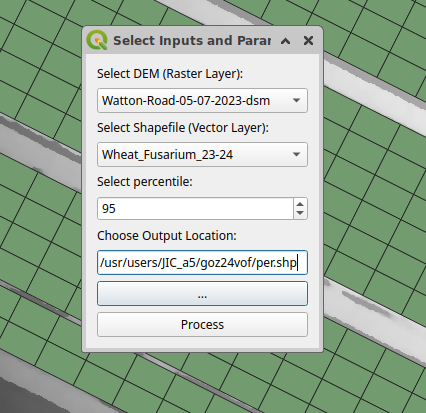 Select Inputs and Parar
Select DEM (Raster Layer):
Watton-Road-05-07-2023-dsm
Select Shapefile (Vector Layer):
Wheat_Fusarium_23-24
Select percentile:
95
Choose Output Location:
/usr/users/JIC_a5/goz24vof/per.shp
...
Process